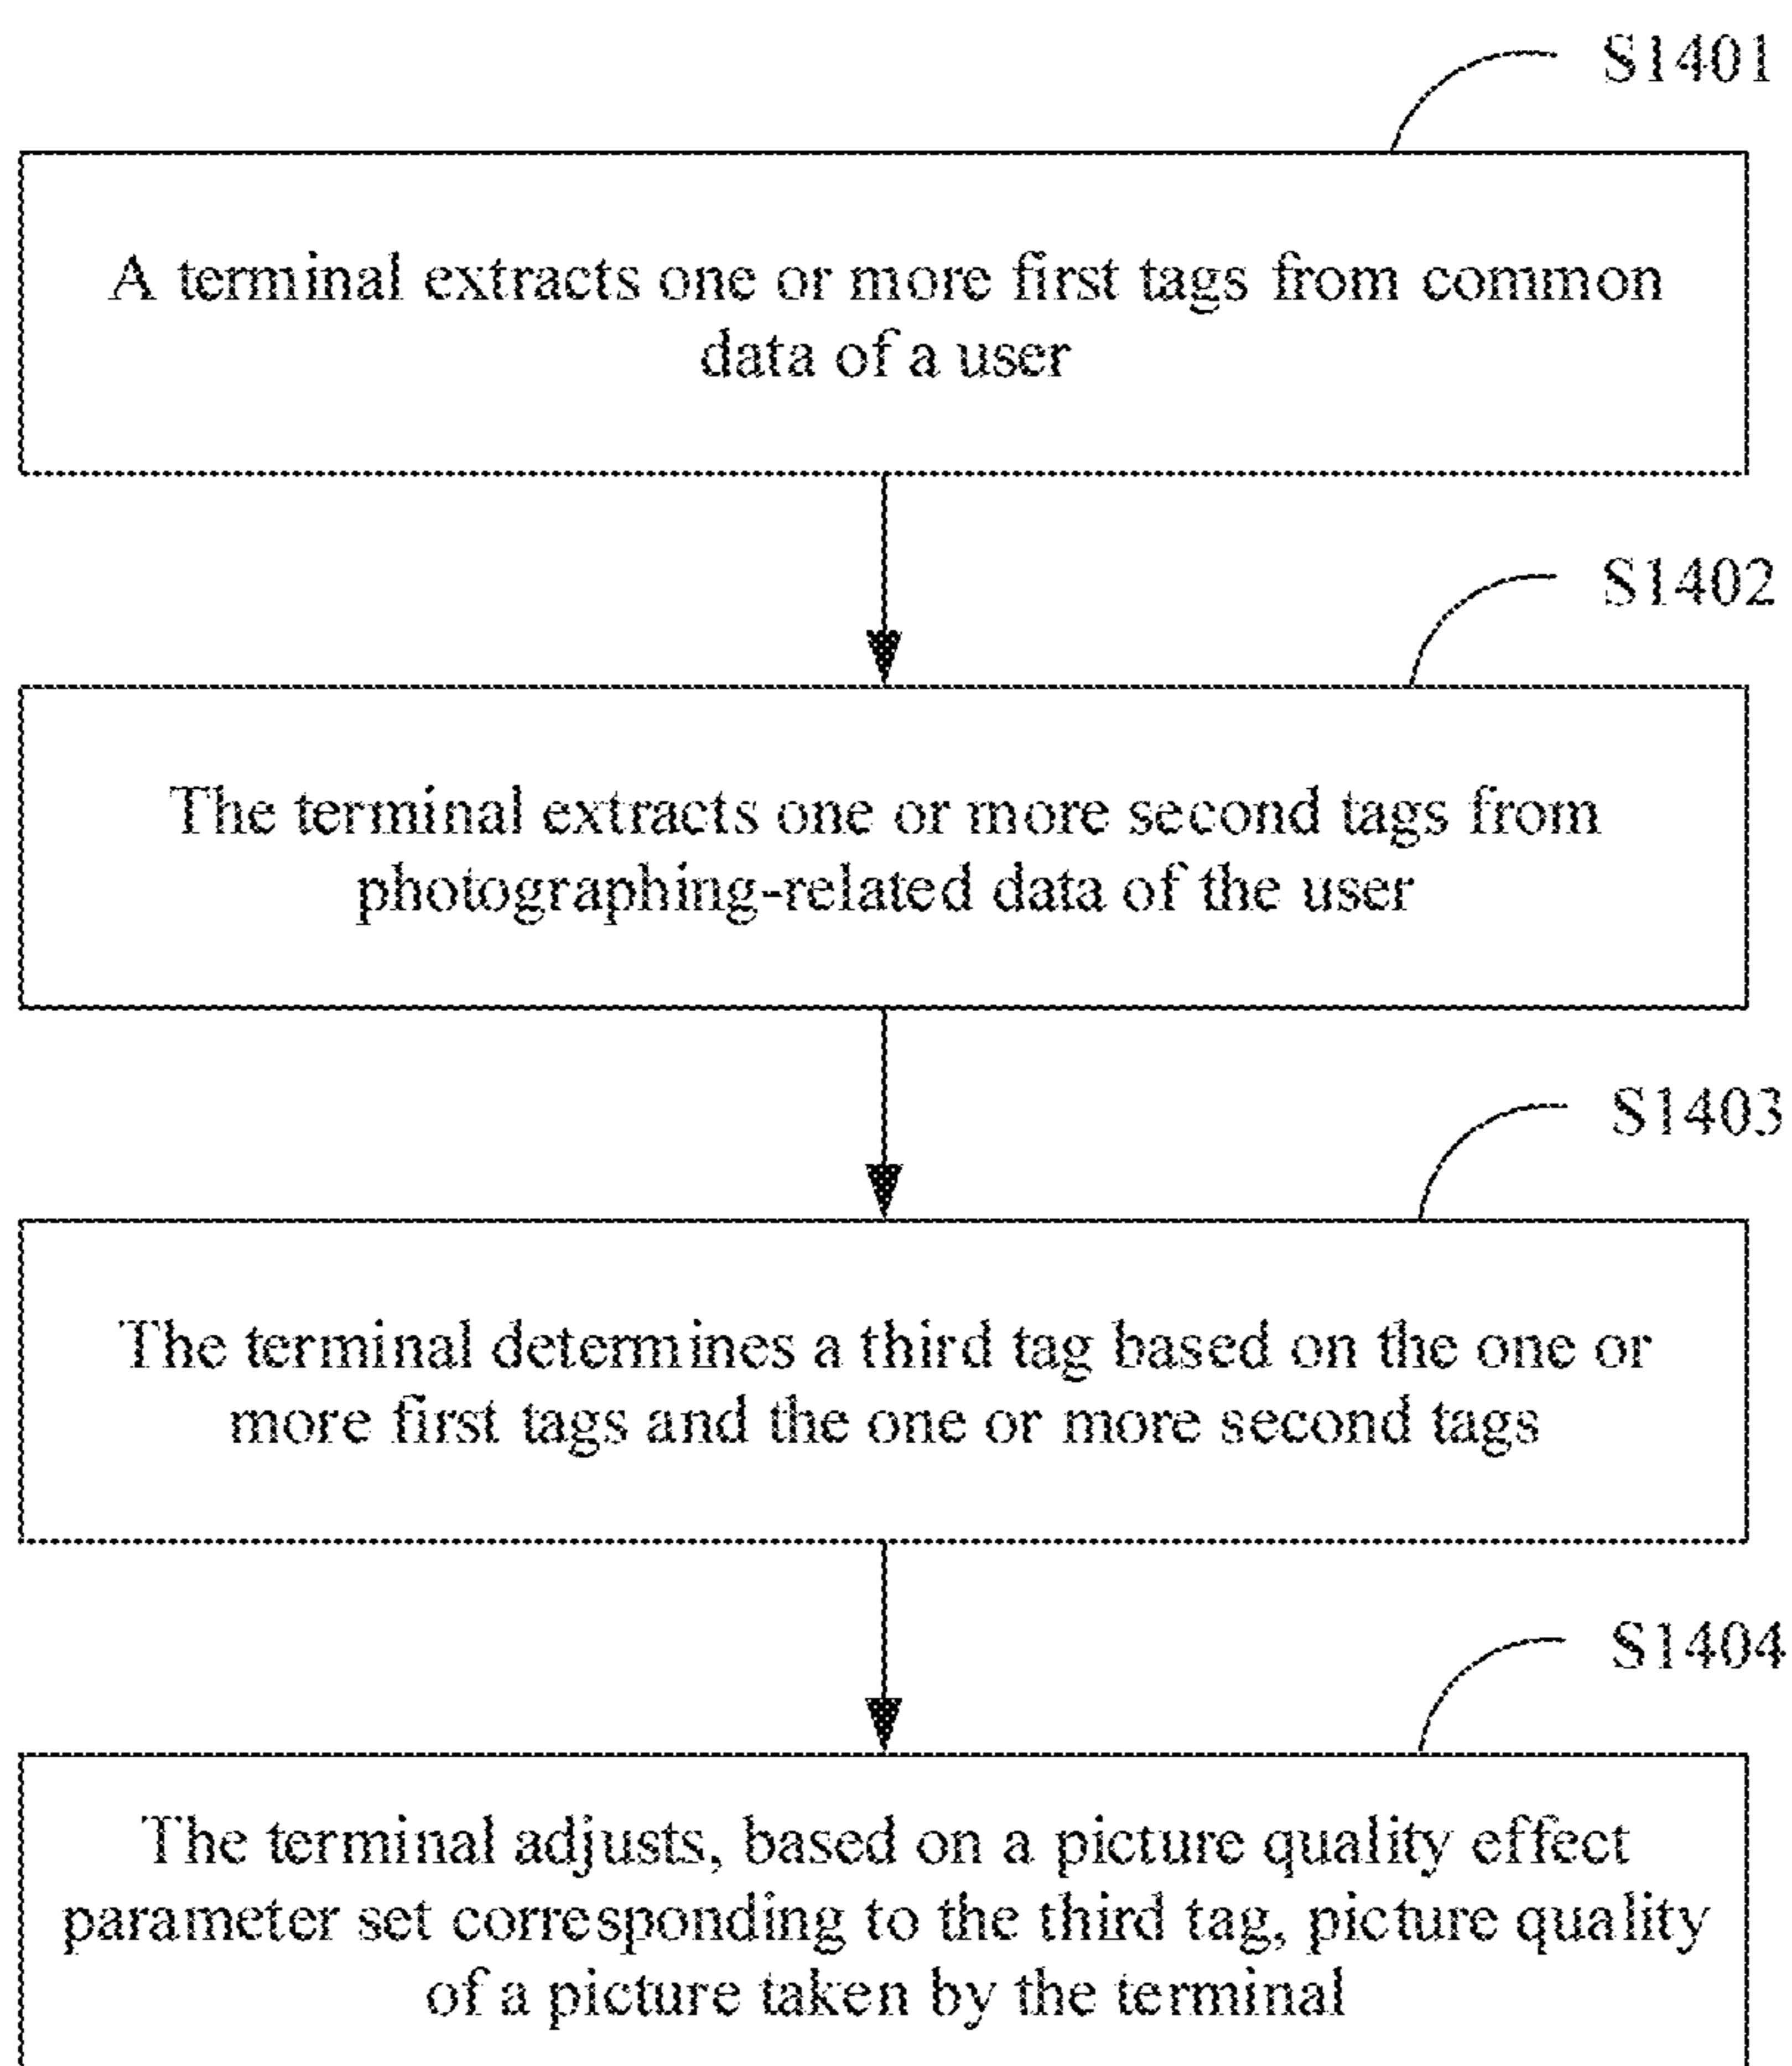 S1401
A terminal extracts one or more first tags from common
data of a user
S1402
The terminal extracts one or more second tags from
photographing-related data of the user
S1403
The terminal determines a third tag based on the one or
more first tags and the one or more second tags
S1404
The terminal adjusts, based on a picture quality effect
parameter set corresponding to the third tag, picture quality
of a picture taken by the terminal